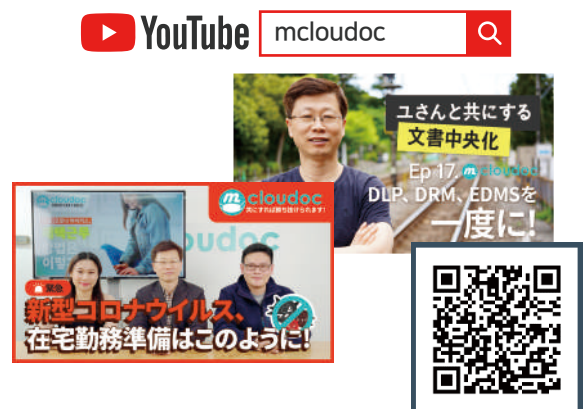 YouTube mcloudoc
ユさんと共にする
文書中央化
Ep 17. mcloudoc
DLP、DRM、EDMSを
一度に!
mcloudoc
共にすれば勝ち抜けられます!
cloudoc
oudoc
緊急
新型コロナウイルス、
在宅勤務準備はこのように!